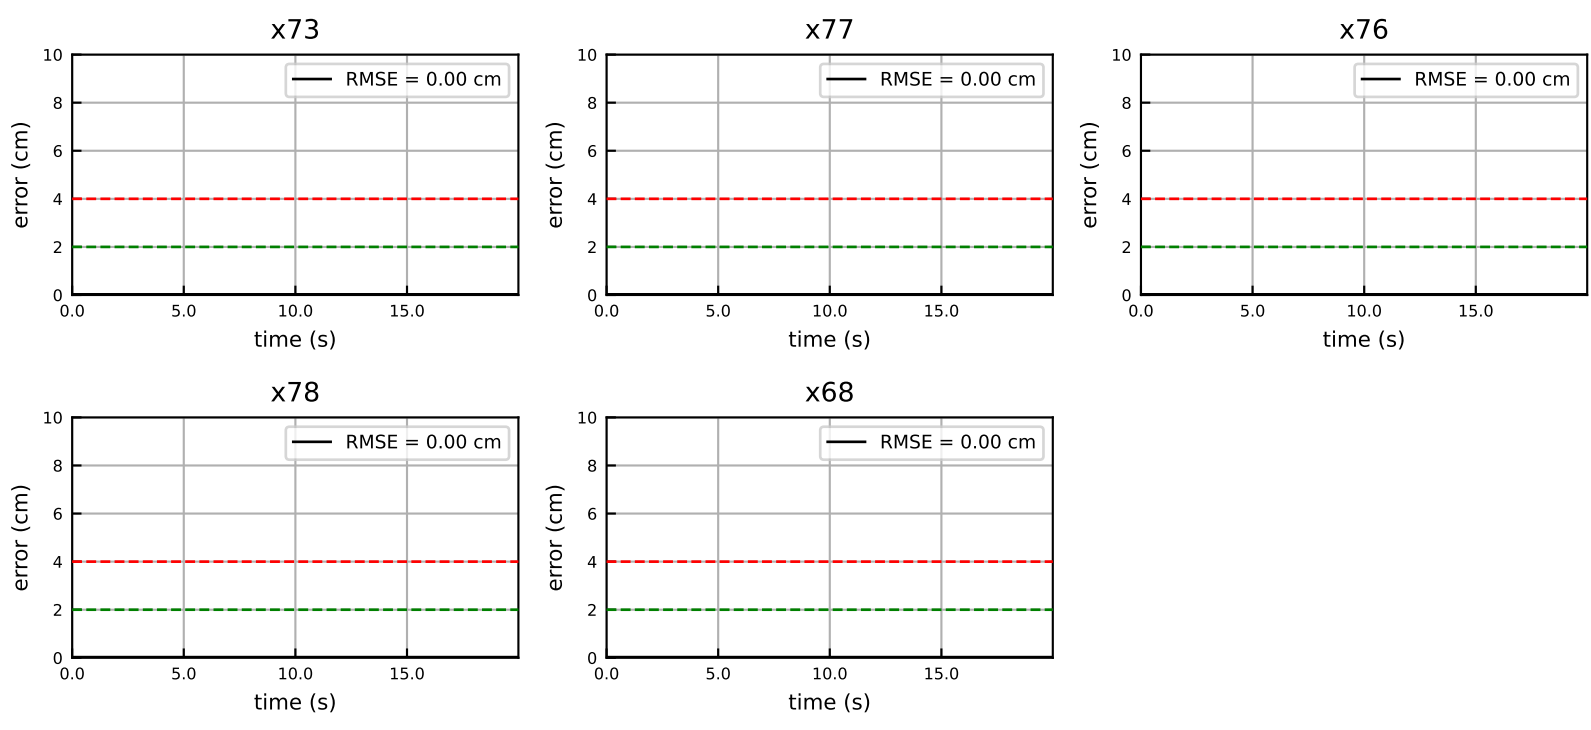 x73
RMSE = 0.00 cm
error (cm)
10
8
6
4
2
0
0.0 5.0 10.0 15.0
time (s)
x77
RMSE = 0.00 cm
error (cm)
10
8
6
4
2
0
0.0 5.0 10.0 15.0
time (s)
x76
RMSE = 0.00 cm
error (cm)
10
8
6
4
2
0
0.0 5.0 10.0 15.0
time (s)
x78
RMSE = 0.00 cm
error (cm)
10
8
6
4
2
0
0.0 5.0 10.0 15.0
time (s)
x68
RMSE = 0.00 cm
error (cm)
10
8
6
4
2
0
0.0 5.0 10.0 15.0
time (s)